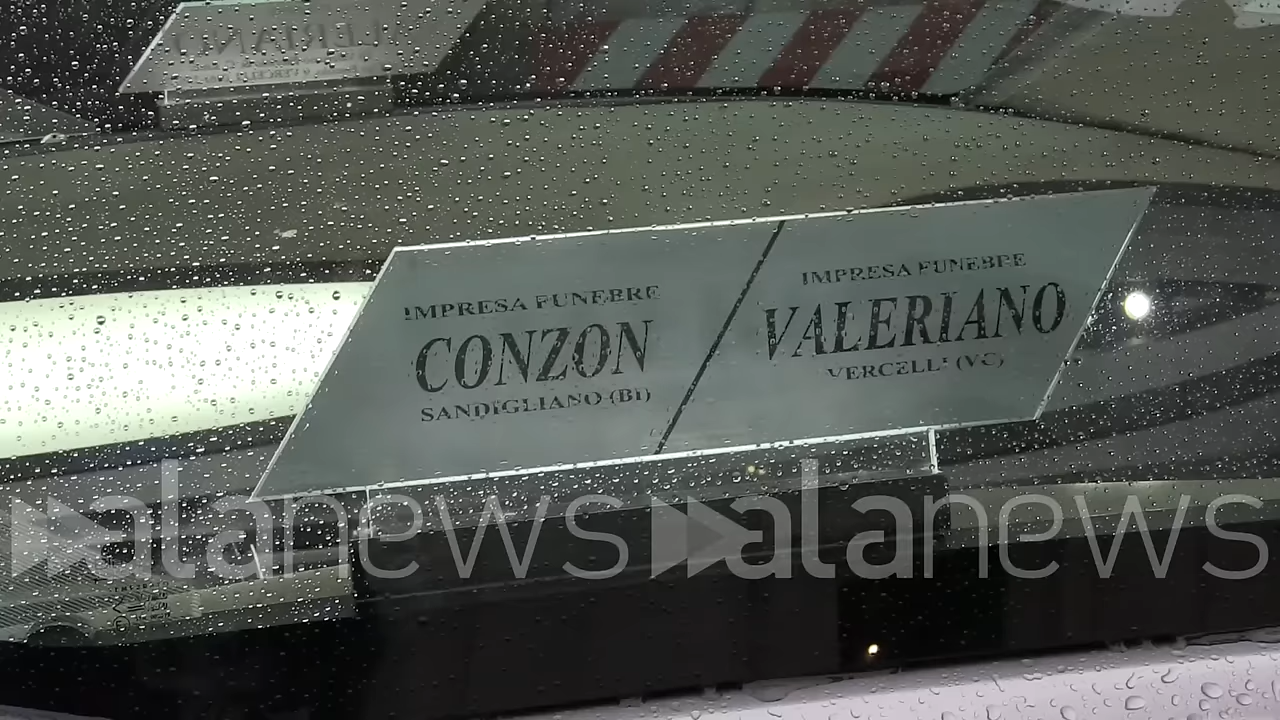 IMPRESA FUNEBRE
CONZON
SANDIGLIANO (BI)
IMPRESA FUNEBRE
VALERIANO
VERCELLI (VC)
alanews alanews